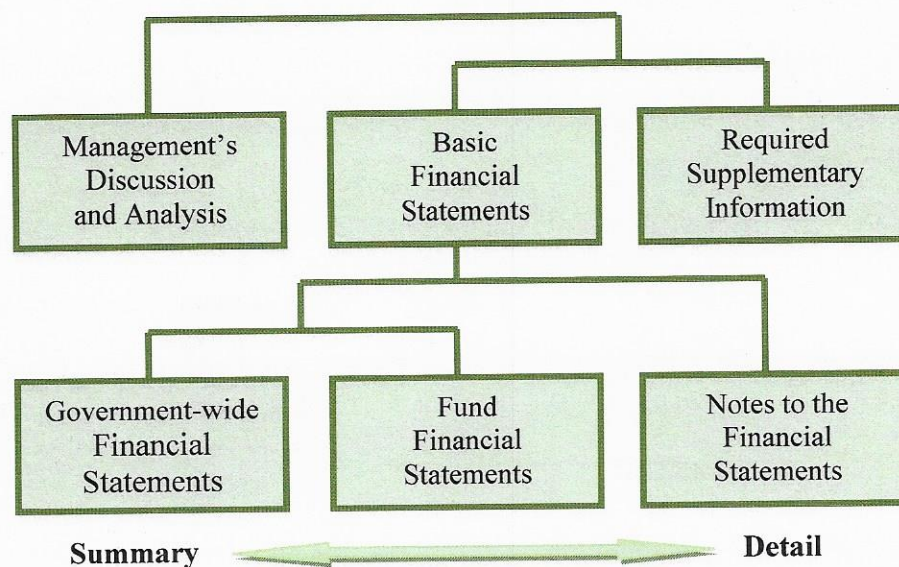 Management's
Discussion
and Analysis
Basic
Financial
Statements
Required
Supplementary
Information
Government-wide
Financial
Statements
Fund
Financial
Statements
Notes to the
Financial
Statements
Summary
Detail